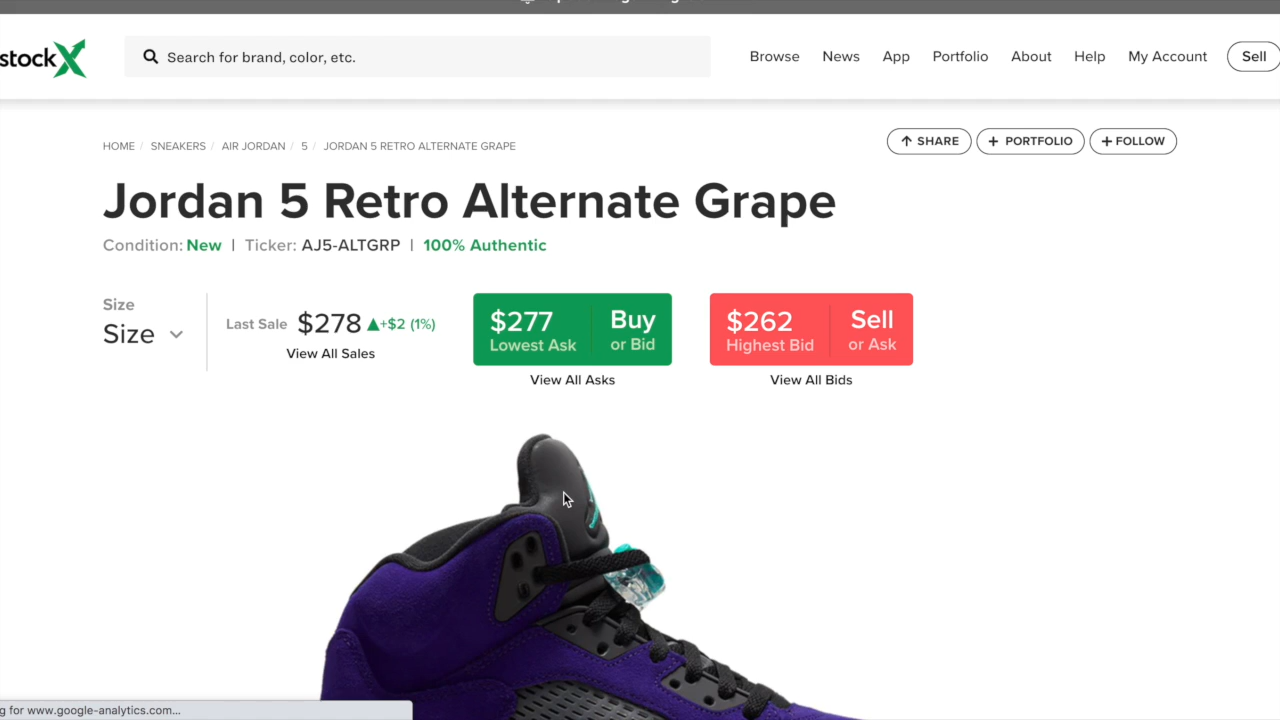 stockX
Search for brand, color, etc.
Browse News App Portfolio About Help My Account Sell
HOME / SNEAKERS / AIR JORDAN / 5 / JORDAN 5 RETRO ALTERNATE GRAPE
SHARE + PORTFOLIO + FOLLOW
Jordan 5 Retro Alternate Grape
Condition: New | Ticker: AJ5-ALTGRP | 100% Authentic
Size
Size
Last Sale $278 ▲+$2 (1%)
View All Sales
$277 Buy
Lowest Ask or Bid
View All Asks
$262 Sell
Highest Bid or Ask
View All Bids
g for www.google-analytics.com...